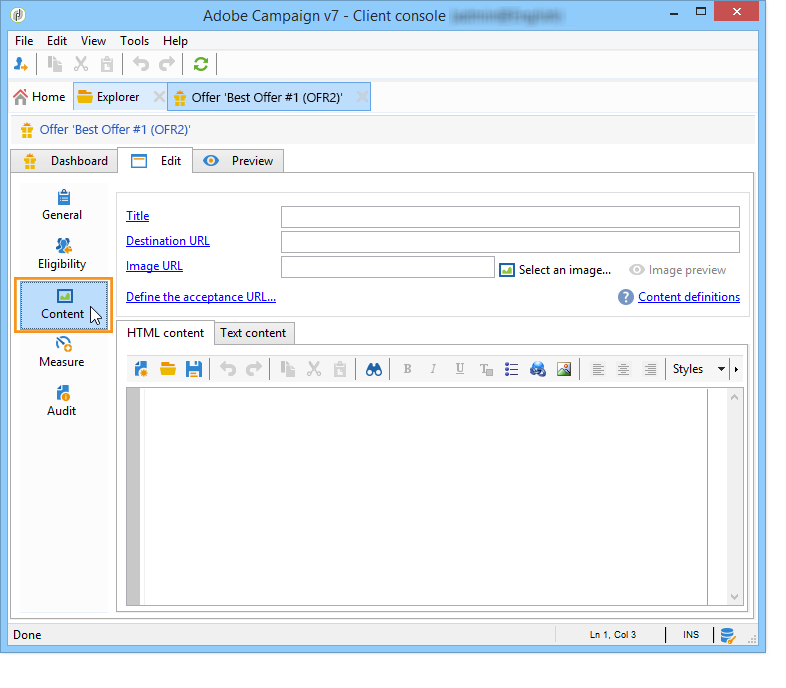 Adobe Campaign v7 - Client console
File Edit View Tools Help
Home Explorer Offer 'Best Offer #1 (OFR2)'
Offer 'Best Offer #1 (OFR2)'
Dashboard Edit Preview
General
Eligibility
Content
Measure
Audit
Title
Destination URL
Image URL Select an image... Image preview
Define the acceptance URL... ? Content definitions
HTML content Text content
B I U T Styles
Done Ln 1, Col 3 INS